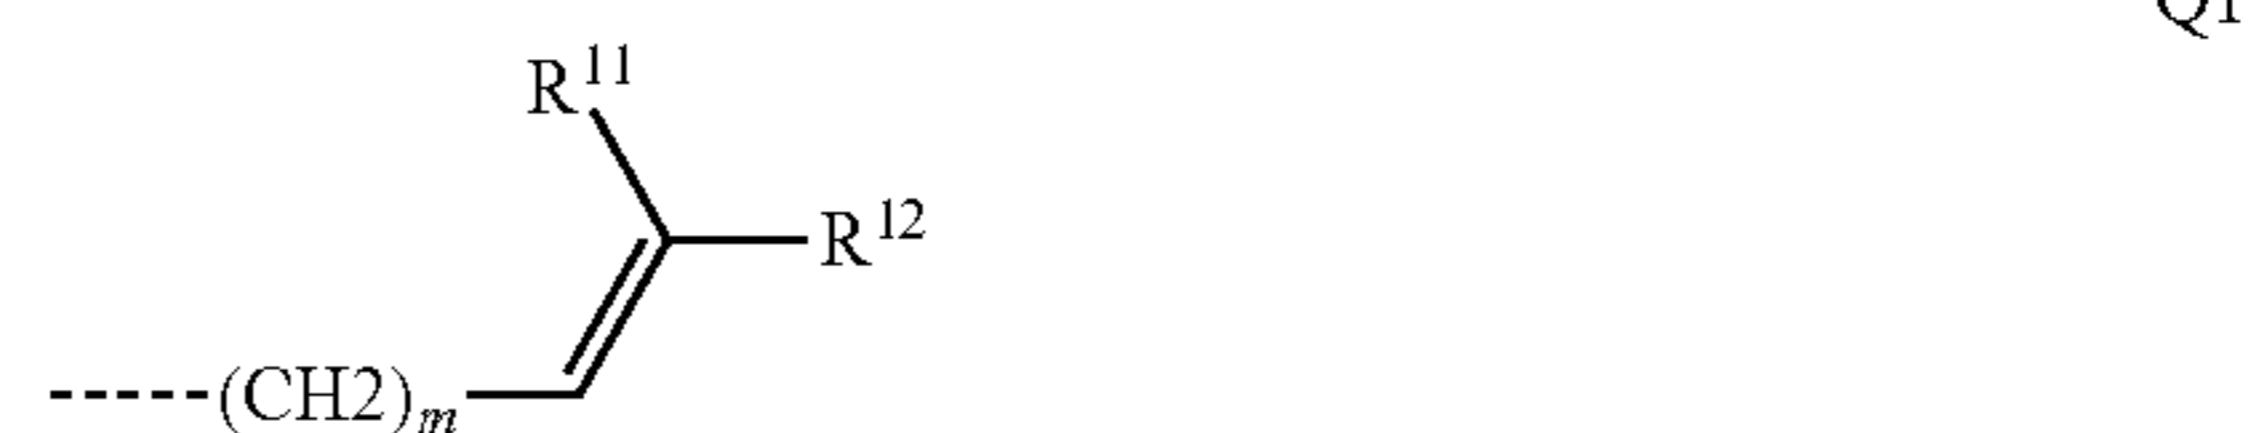 Q1
R¹¹
R¹²
(CH2)ₘ